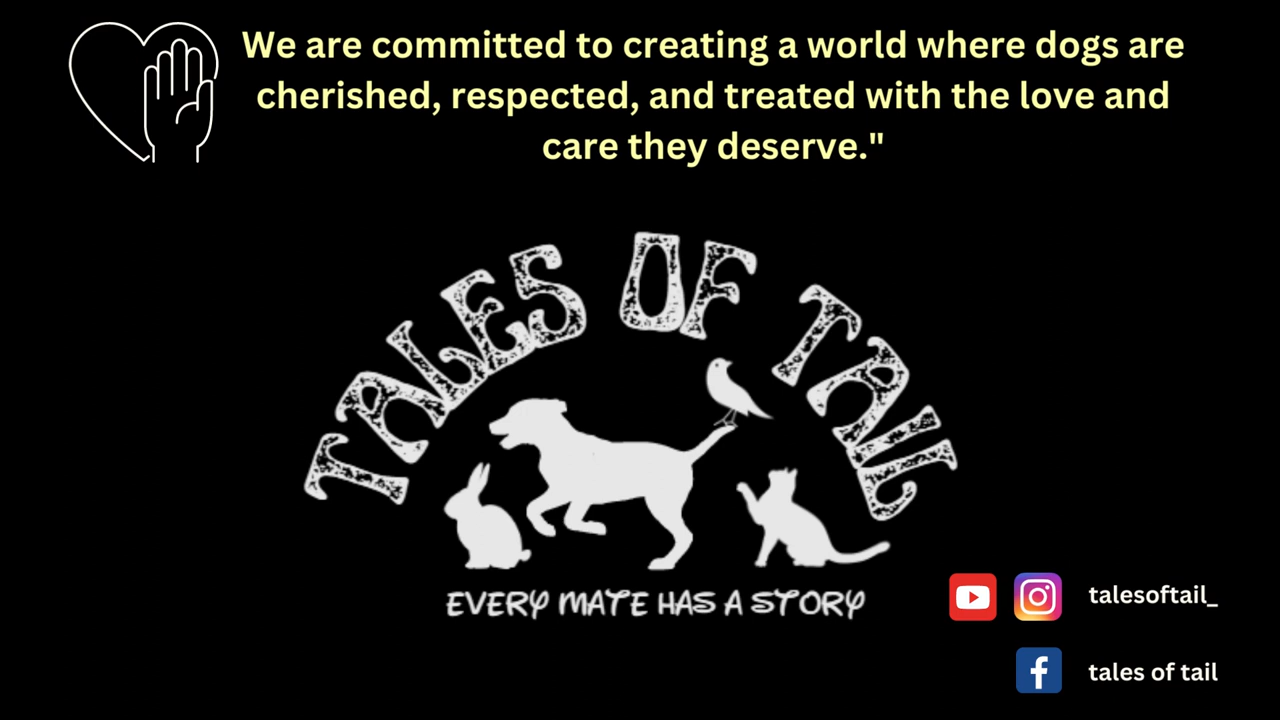 We are committed to creating a world where dogs are
cherished, respected, and treated with the love and
care they deserve."
TALES OF TAIL
EVERY MATE HAS A STORY
talesoftail_
tales of tail